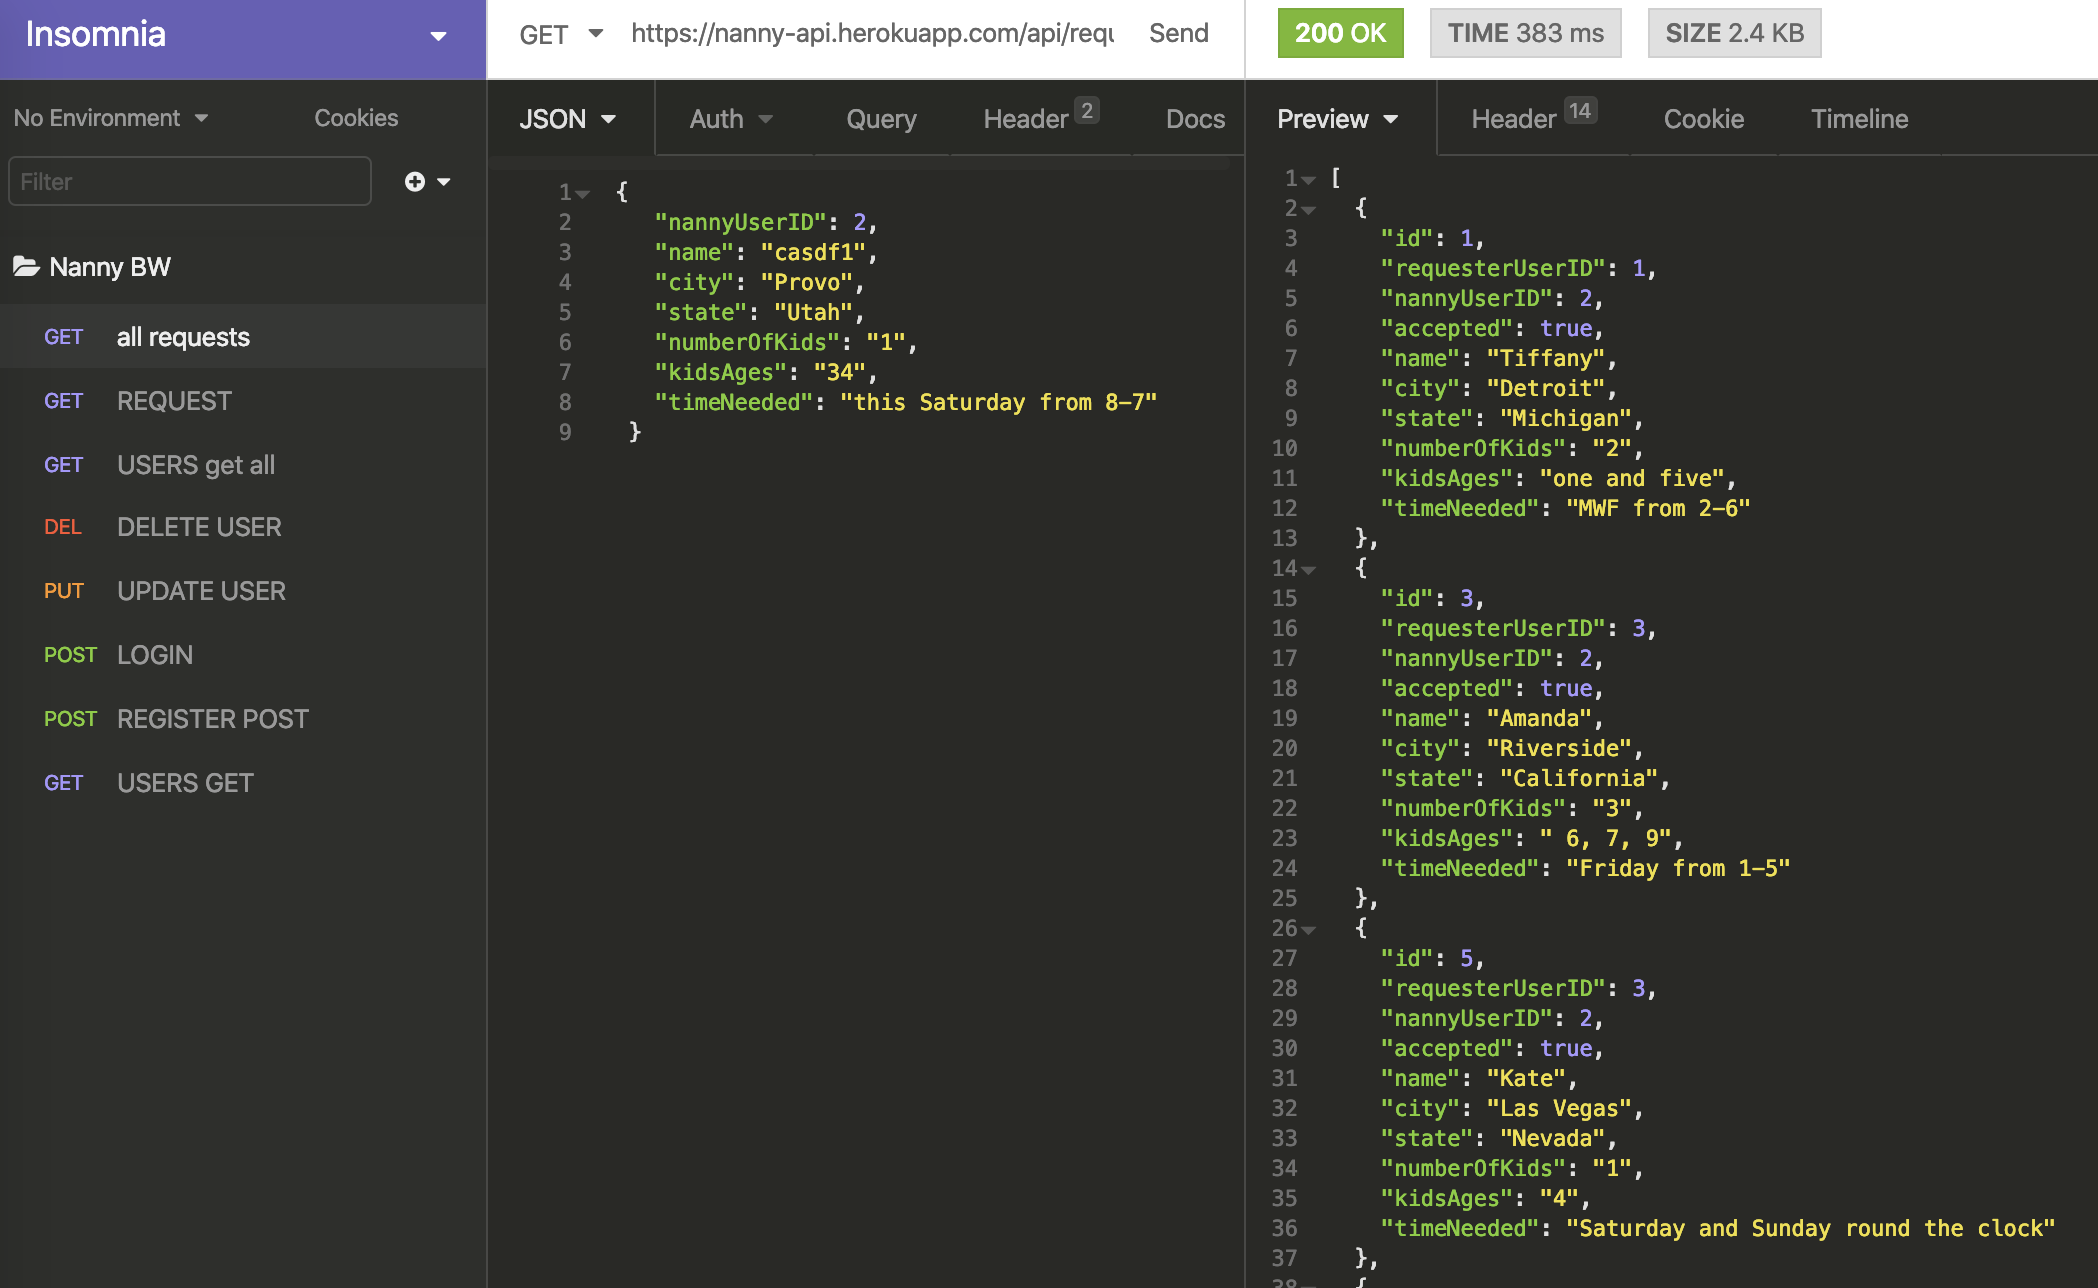 Insomnia
GET https://nanny-api.herokuapp.com/api/requ Send
200 OK TIME 383 ms SIZE 2.4 KB
No Environment Cookies
Filter
Nanny BW
GET all requests
GET REQUEST
GET USERS get all
DEL DELETE USER
PUT UPDATE USER
POST LOGIN
POST REGISTER POST
GET USERS GET
JSON Auth Query Header 2 Docs
1 {
2 "nannyUserID": 2,
3 "name": "casdf1",
4 "city": "Provo",
5 "state": "Utah",
6 "numberOfKids": "1",
7 "kidsAges": "34",
8 "timeNeeded": "this Saturday from 8-7"
9 }
Preview Header 14 Cookie Timeline
1 [
2 {
3 "id": 1,
4 "requesterUserID": 1,
5 "nannyUserID": 2,
6 "accepted": true,
7 "name": "Tiffany",
8 "city": "Detroit",
9 "state": "Michigan",
10 "numberOfKids": "2",
11 "kidsAges": "one and five",
12 "timeNeeded": "MWF from 2-6"
13 },
14 {
15 "id": 3,
16 "requesterUserID": 3,
17 "nannyUserID": 2,
18 "accepted": true,
19 "name": "Amanda",
20 "city": "Riverside",
21 "state": "California",
22 "numberOfKids": "3",
23 "kidsAges": " 6, 7, 9",
24 "timeNeeded": "Friday from 1-5"
25 },
26 {
27 "id": 5,
28 "requesterUserID": 3,
29 "nannyUserID": 2,
30 "accepted": true,
31 "name": "Kate",
32 "city": "Las Vegas",
33 "state": "Nevada",
34 "numberOfKids": "1",
35 "kidsAges": "4",
36 "timeNeeded": "Saturday and Sunday round the clock"
37 },
38 {